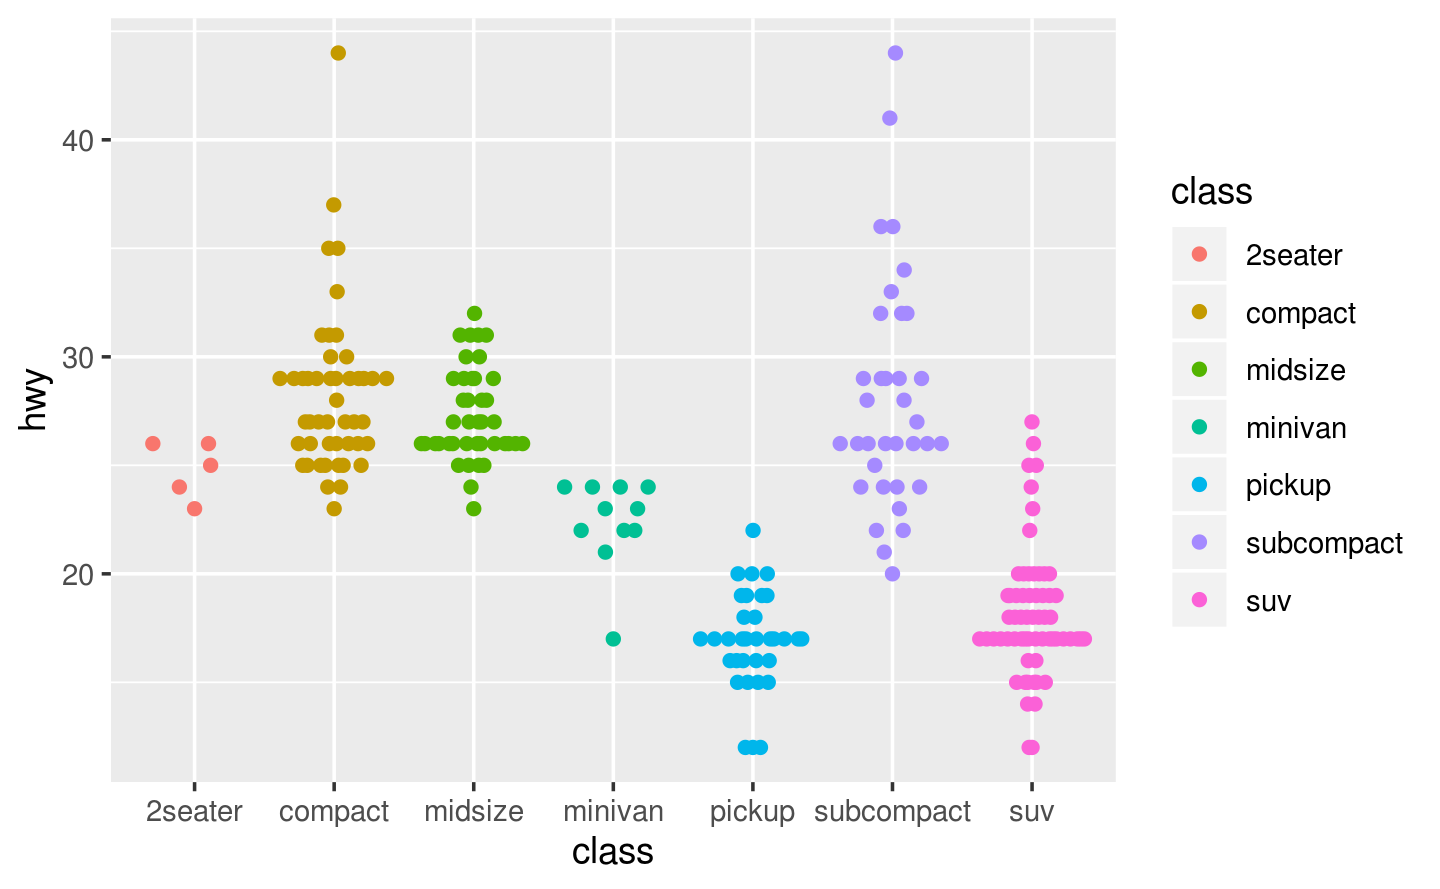 hwy
40
30
20
2seater compact midsize minivan pickup subcompact suv
class
class
2seater
compact
midsize
minivan
pickup
subcompact
suv